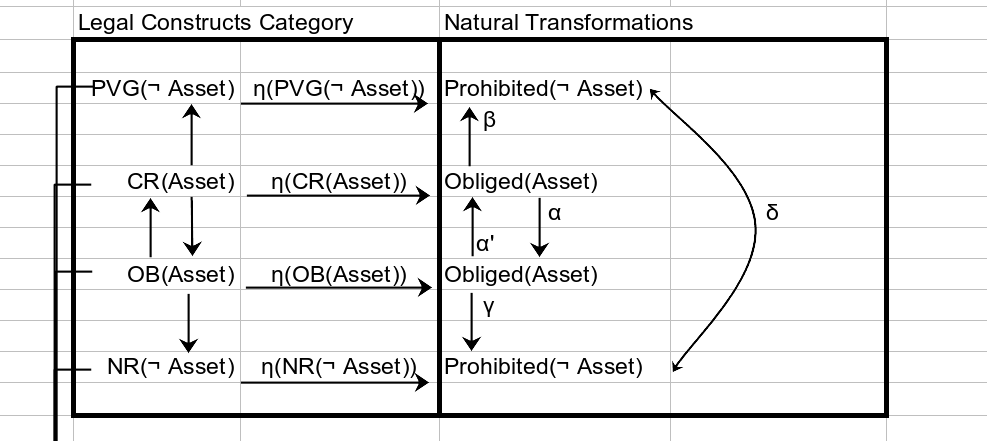 Legal Constructs Category Natural Transformations
PVG(¬ Asset) η(PVG(¬ Asset)) Prohibited(¬ Asset)
β
CR(Asset) η(CR(Asset)) Obliged(Asset)
α δ
α'
OB(Asset) η(OB(Asset)) Obliged(Asset)
γ
NR(¬ Asset) η(NR(¬ Asset)) Prohibited(¬ Asset)